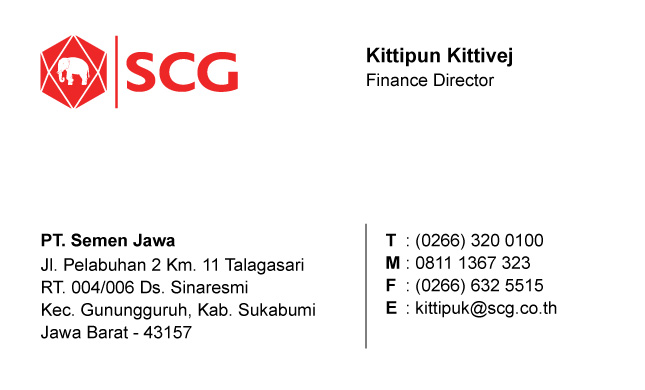 SCG
Kittipun Kittivej
Finance Director
PT. Semen Jawa
Jl. Pelabuhan 2 Km. 11 Talagasari
RT. 004/006 Ds. Sinaresmi
Kec. Gunungguruh, Kab. Sukabumi
Jawa Barat - 43157
T : (0266) 320 0100
M : 0811 1367 323
F : (0266) 632 5515
E : kittipuk@scg.co.th